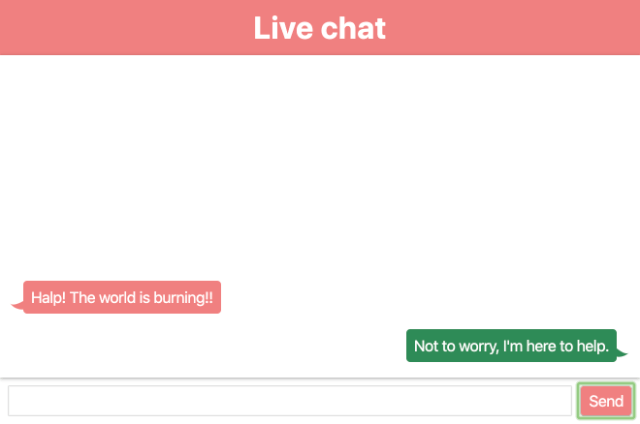 Live chat
Halp! The world is burning!!
Not to worry, I'm here to help.
Send